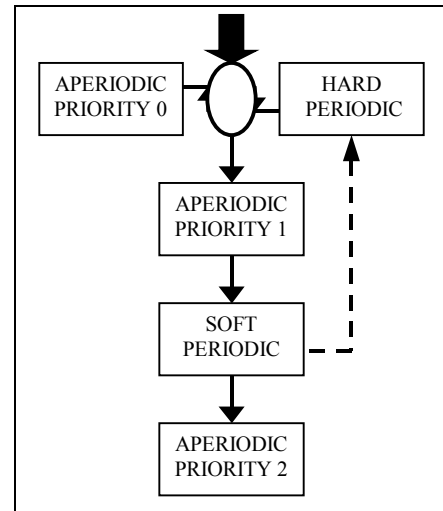 APERIODIC
PRIORITY 0
HARD
PERIODIC
APERIODIC
PRIORITY 1
SOFT
PERIODIC
APERIODIC
PRIORITY 2